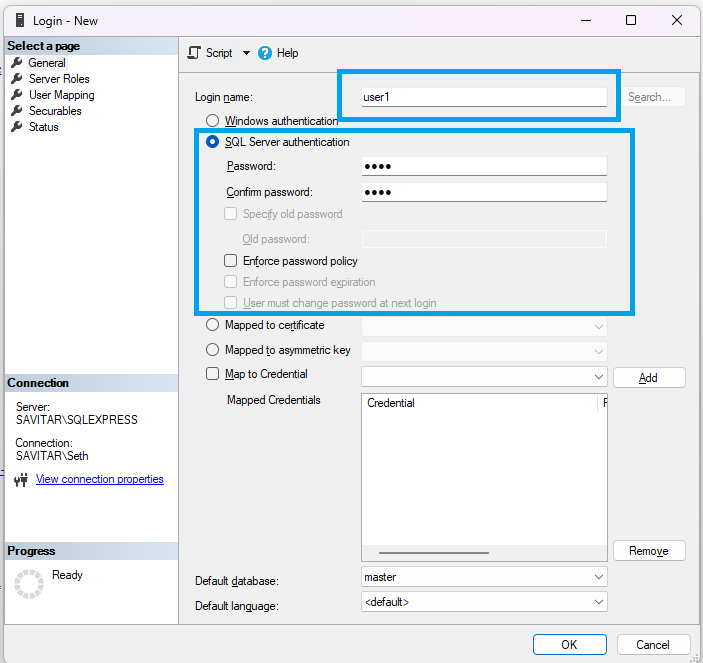 Login - New
Select a page
General
Server Roles
User Mapping
Securables
Status
Script
Help
Login name:
user1
Search...
Windows authentication
SQL Server authentication
Password:
●●●●
Confirm password:
●●●●
Specify old password
Old password:
Enforce password policy
Enforce password expiration
User must change password at next login
Mapped to certificate
Mapped to asymmetric key
Map to Credential
Add
Mapped Credentials
Credential
Remove
Default database:
master
Default language:
<default>
Connection
Server:
SAVITAR\SQLEXPRESS
Connection:
SAVITAR\Seth
View connection properties
Progress
Ready
OK
Cancel